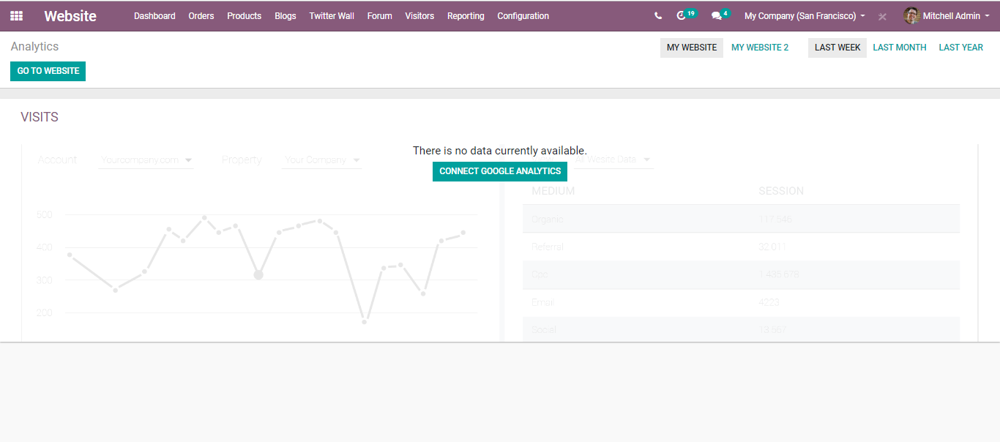 Website Dashboard Orders Products Blogs Twitter Wall Forum Visitors Reporting Configuration 19 4 My Company (San Francisco) Mitchell Admin
Analytics MY WEBSITE MY WEBSITE 2 LAST WEEK LAST MONTH LAST YEAR
GO TO WEBSITE
VISITS
There is no data currently available.
Account Yourcompany.com Property Your Company All Wesite Data
CONNECT GOOGLE ANALYTICS
MEDIUM SESSION
500
Organic 117,546
400
Referral 32,011
300
Cpc 1,435,678
Email 4223
200
Social 13,567